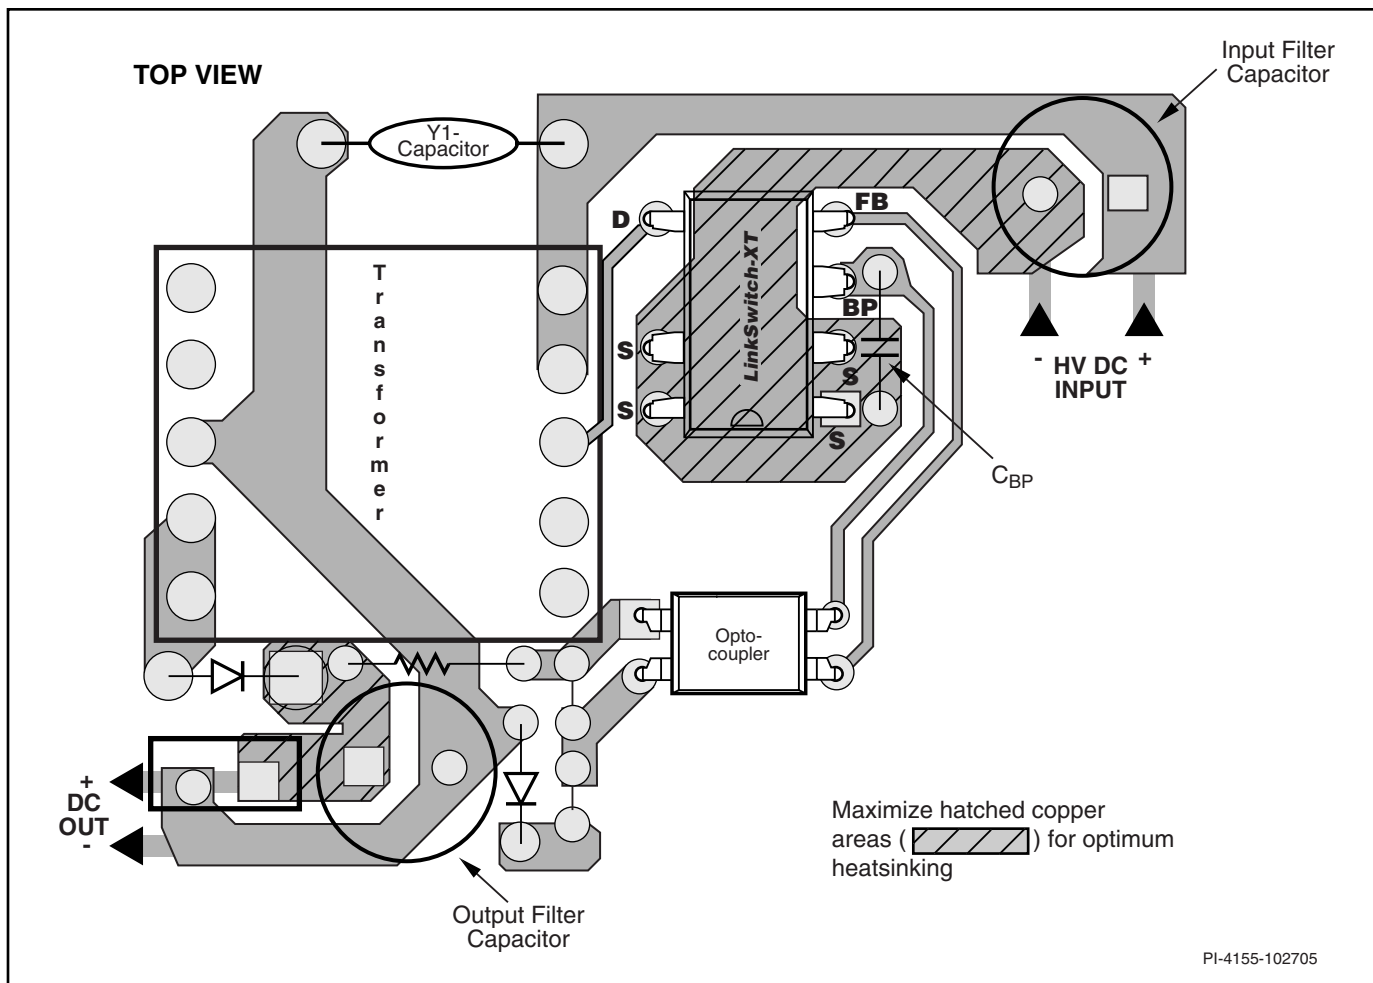 TOP VIEW
Input Filter
Capacitor
Y1-
Capacitor
D
FB
Transformer
LinkSwitch-XT
BP
S
S
S
S
- HV DC +
INPUT
CBP
Opto-
coupler
+
DC
OUT
-
Maximize hatched copper
areas ( ) for optimum
heatsinking
Output Filter
Capacitor
PI-4155-102705